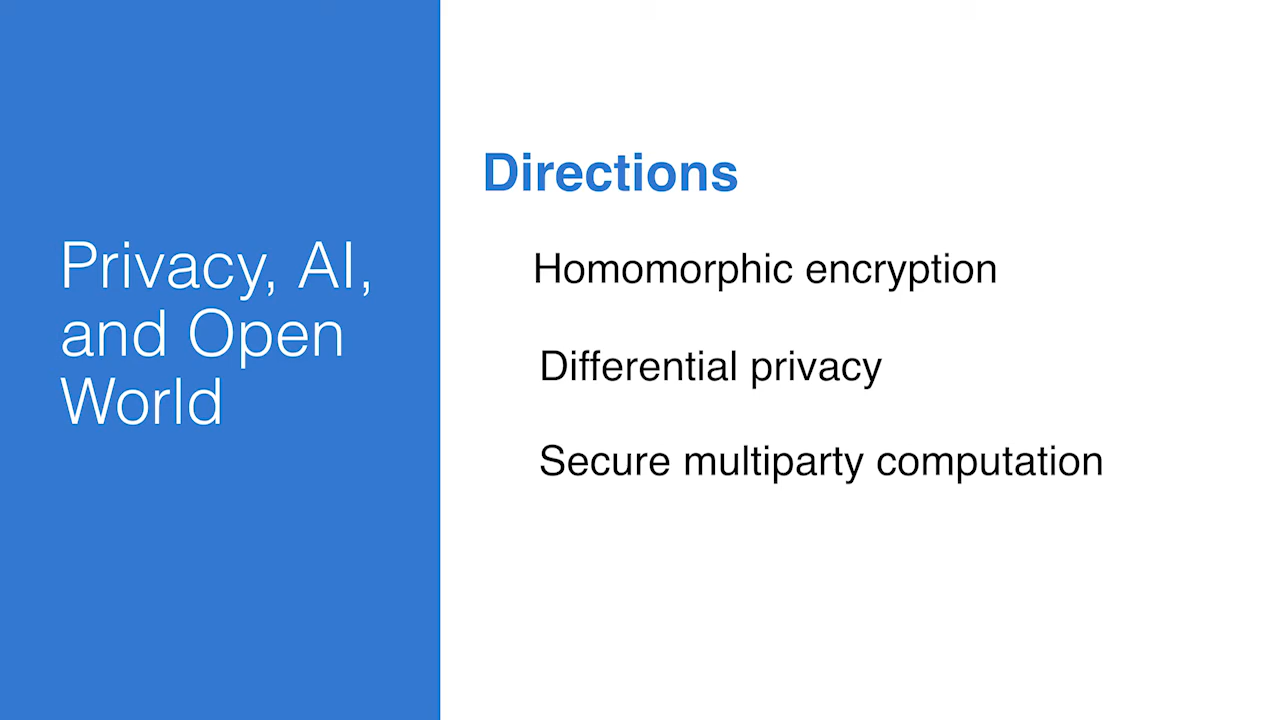 Privacy, AI,
and Open
World
Directions
Homomorphic encryption
Differential privacy
Secure multiparty computation